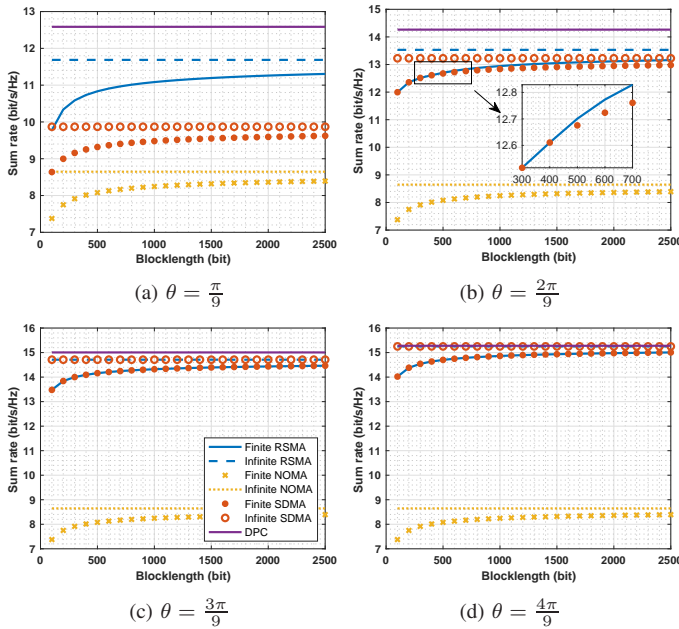 13
12
11
10
9
8
7
Sum rate (bit/s/Hz)
0 500 1000 1500 2000 2500
Blocklength (bit)
(a) θ = π/9
15
14
13
12
11
10
9
8
7
Sum rate (bit/s/Hz)
12.8
12.6
300 400 500 600 700
0 500 1000 1500 2000 2500
Blocklength (bit)
(b) θ = 2π/9
16
15
14
13
12
11
10
9
8
7
Sum rate (bit/s/Hz)
Finite RSMA
Infinite RSMA
Finite NOMA
Infinite NOMA
Finite SDMA
Infinite SDMA
DPC
0 500 1000 1500 2000 2500
Blocklength (bit)
(c) θ = 3π/9
16
15
14
13
12
11
10
9
8
7
Sum rate (bit/s/Hz)
0 500 1000 1500 2000 2500
Blocklength (bit)
(d) θ = 4π/9